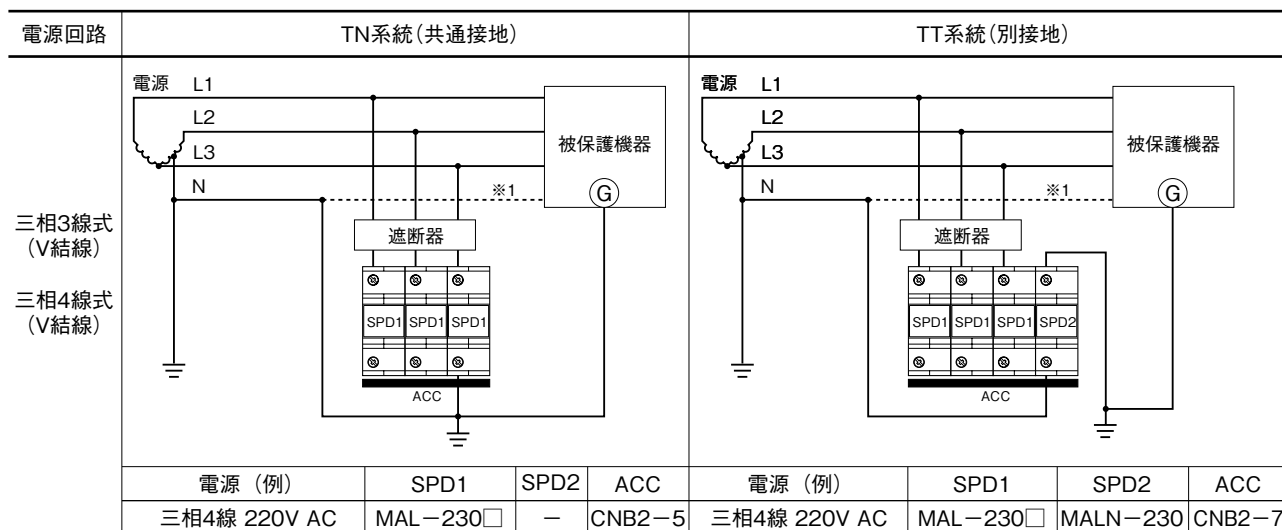 電源回路 TN系統(共通接地) TT系統(別接地)
三相3線式
(V結線)
三相4線式
(V結線)
電源 L1
L2
L3
N
※1
被保護機器
G
遮断器
SPD1 SPD1 SPD1
ACC
電源 L1
L2
L3
N
※1
被保護機器
G
遮断器
SPD1 SPD1 SPD1 SPD2
ACC
電源(例) SPD1 SPD2 ACC 電源(例) SPD1 SPD2 ACC
三相4線 220V AC MAL−230□ − CNB2−5 三相4線 220V AC MAL−230□ MALN−230 CNB2−7